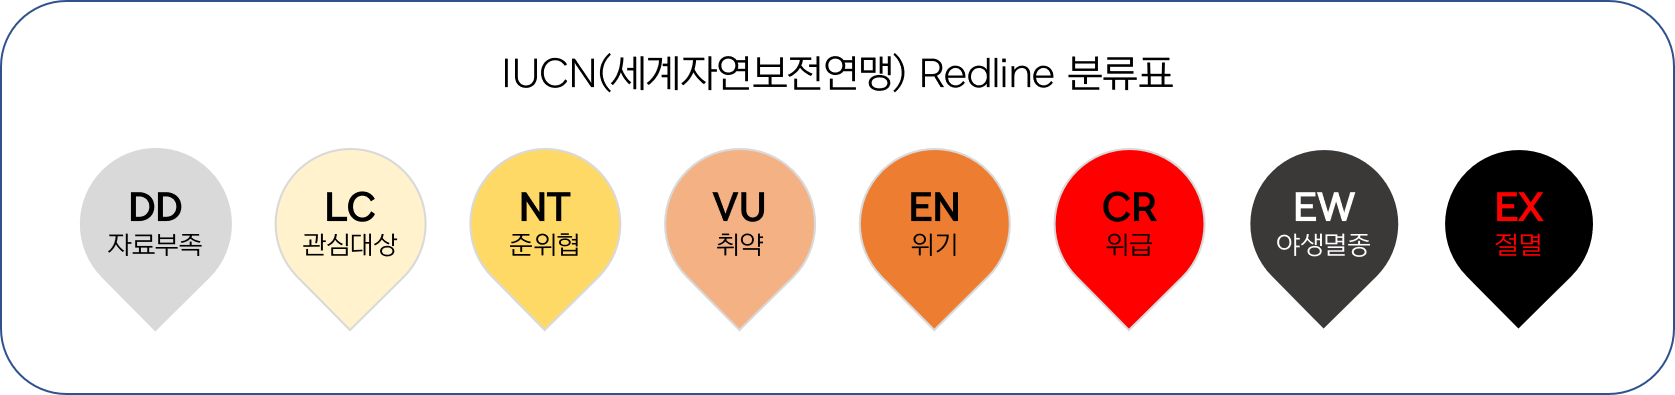 IUCN(세계자연보전연맹) Redline 분류표
DD
자료부족
LC
관심대상
NT
준위협
VU
취약
EN
위기
CR
위급
EW
야생멸종
EX
절멸